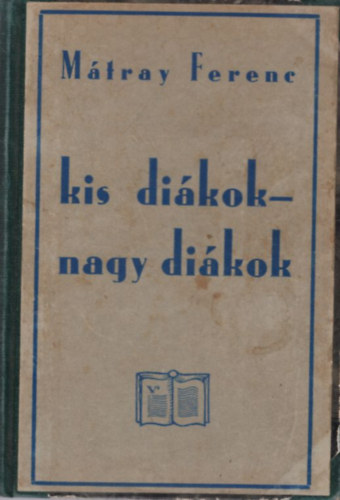 Mátray Ferenc
kis diákok-
nagy diákok